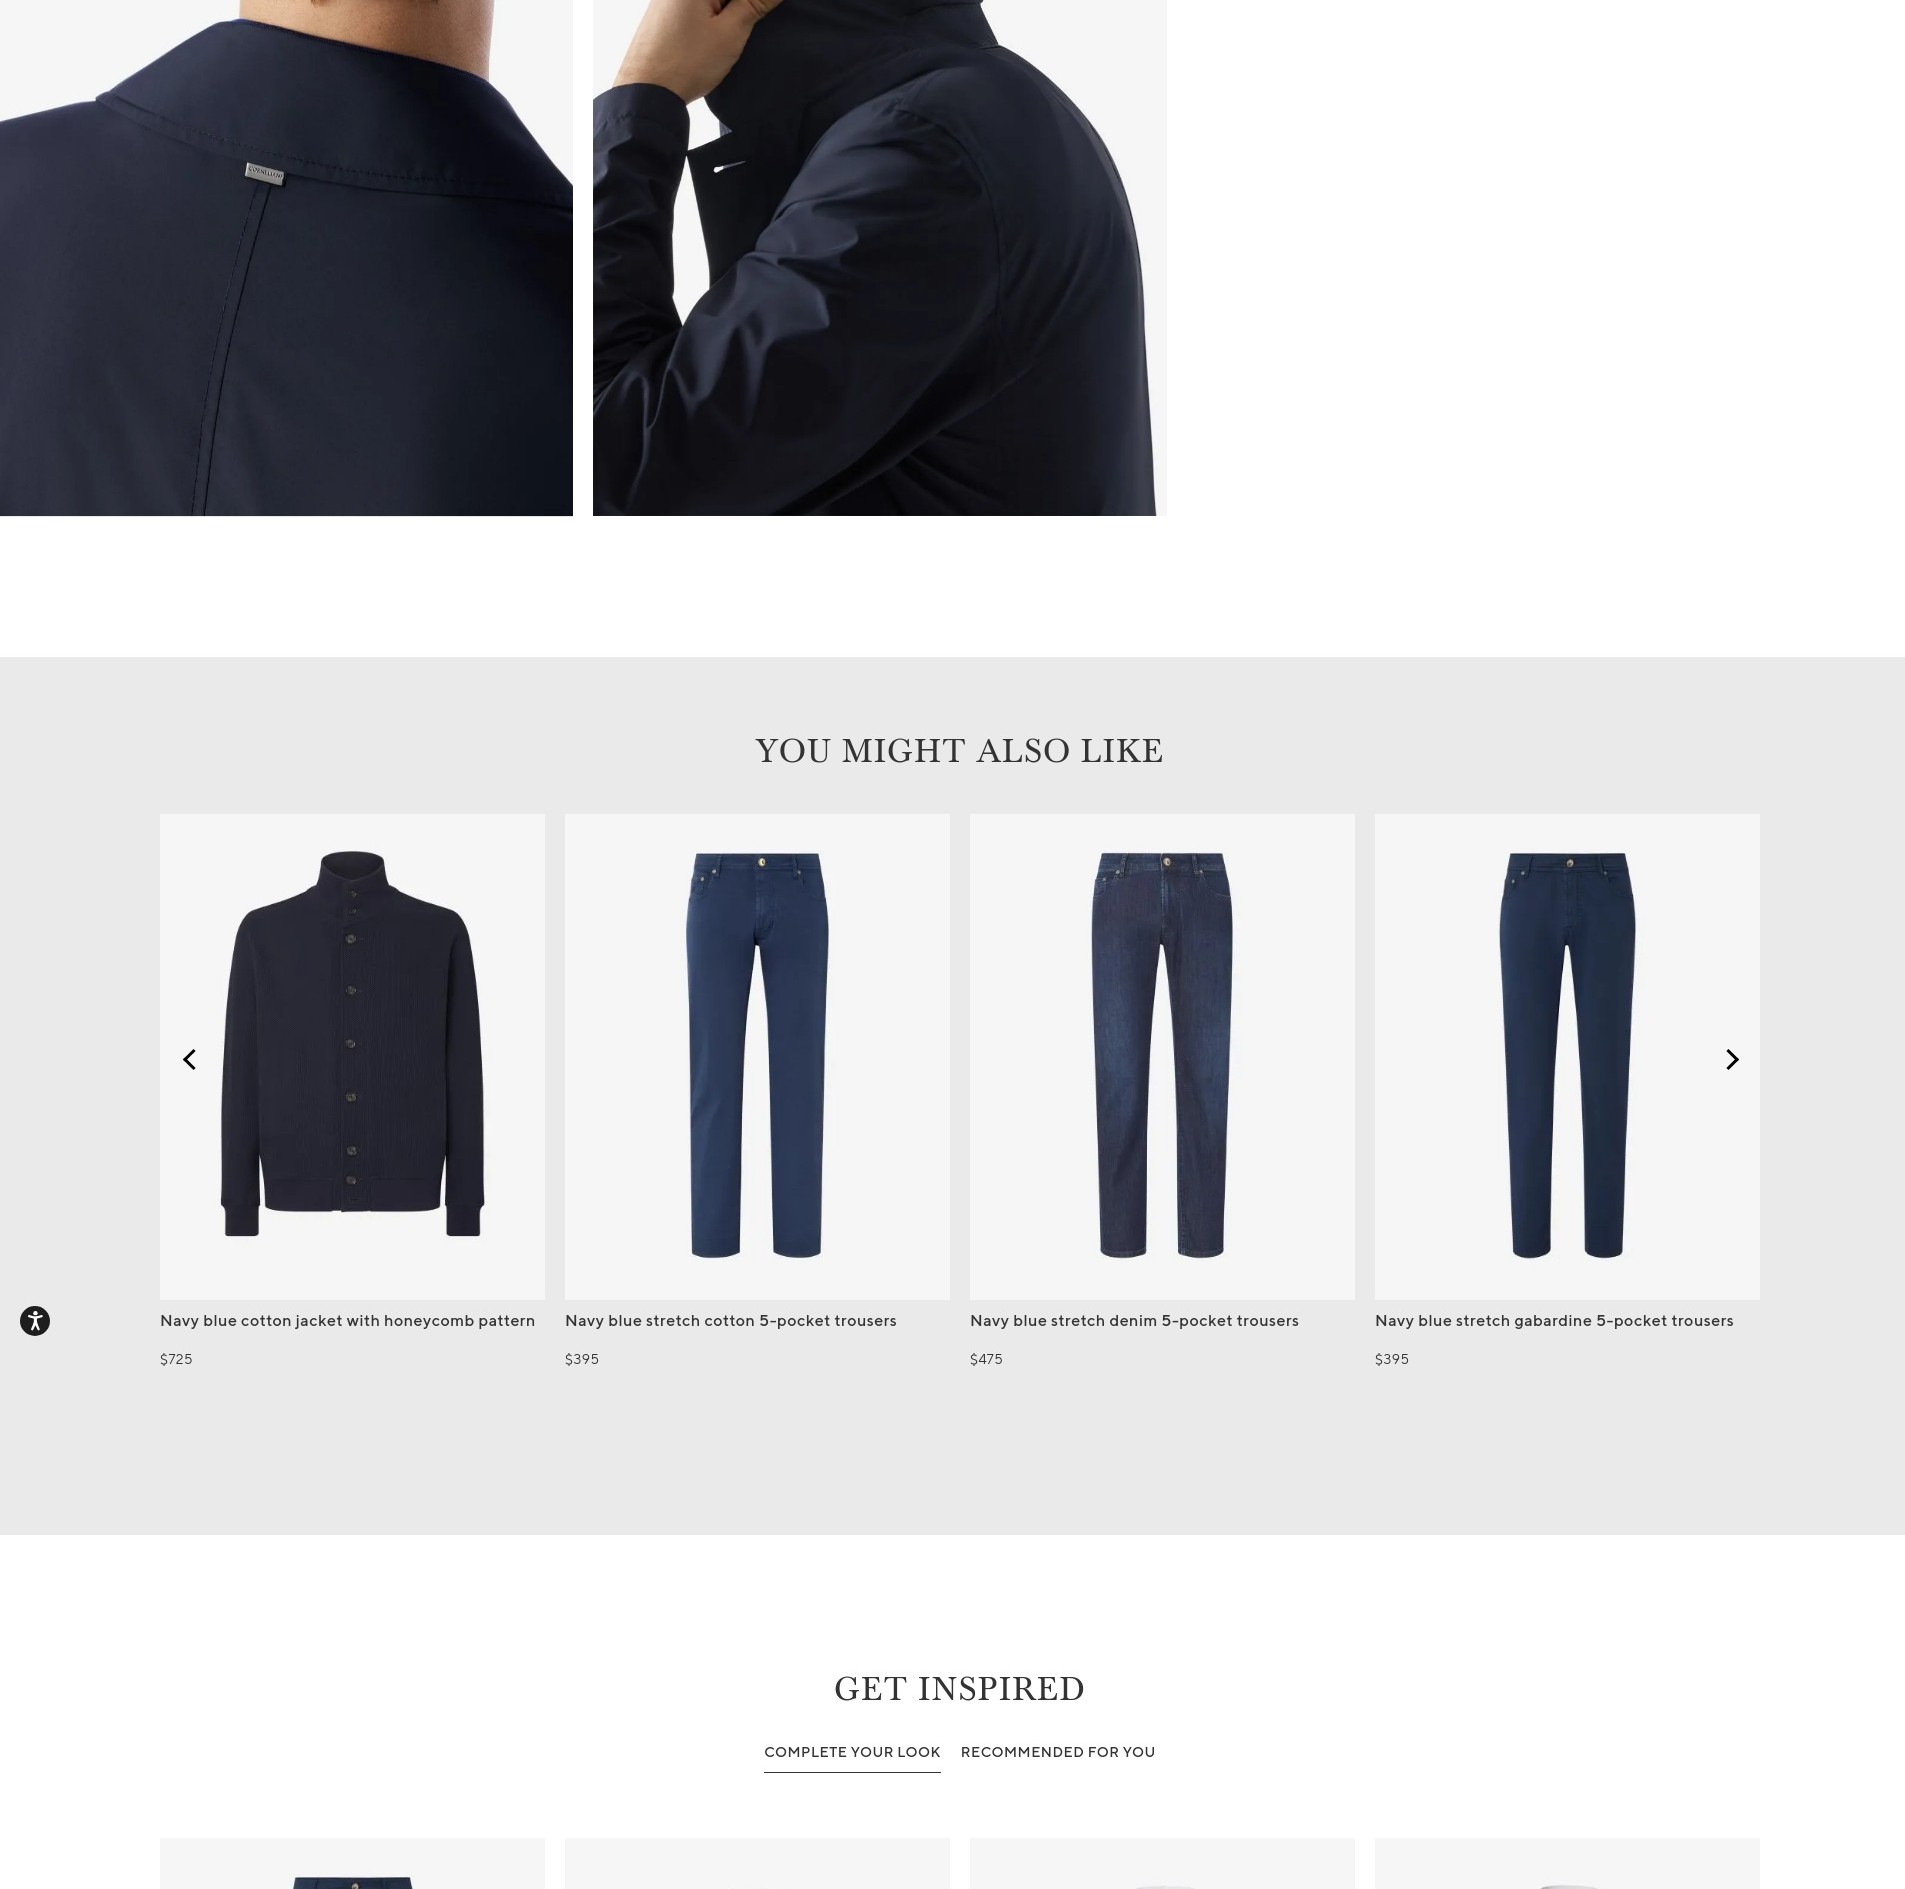 CORNELIANI
YOU MIGHT ALSO LIKE
Navy blue cotton jacket with honeycomb pattern
$725
Navy blue stretch cotton 5-pocket trousers
$395
Navy blue stretch denim 5-pocket trousers
$475
Navy blue stretch gabardine 5-pocket trousers
$395
GET INSPIRED
COMPLETE YOUR LOOK
RECOMMENDED FOR YOU